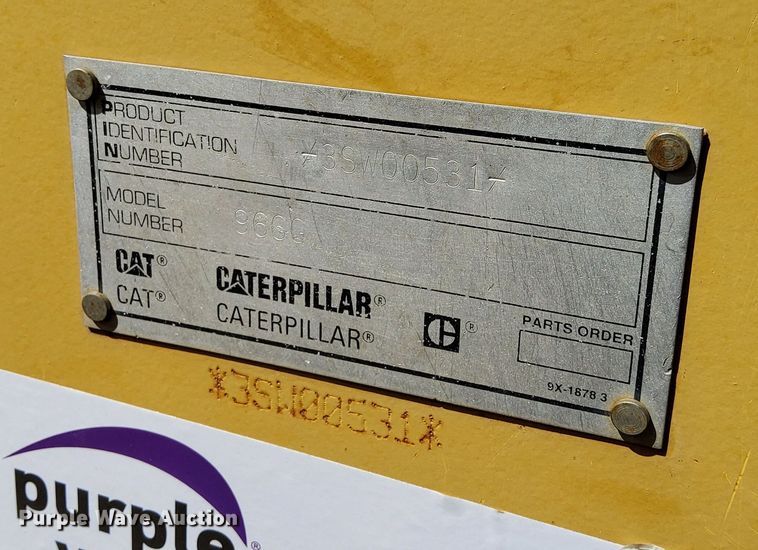 PRODUCT
IDENTIFICATION
NUMBER
*3SW00531*
MODEL
NUMBER
966G
CAT®
CAT®
CATERPILLAR®
CATERPILLAR®
C®
PARTS ORDER
9X-1878 3
*3SW00531*
purple
Purple Wave Auction